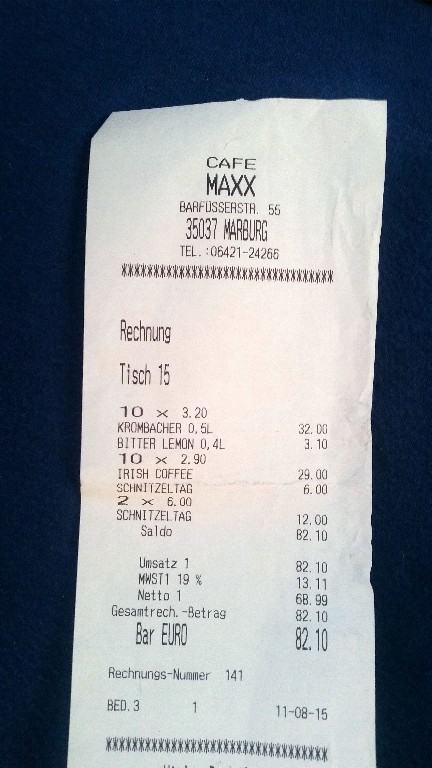 CAFE
MAXX
BARFÜSSERSTR. 55
35037 MARBURG
TEL.:06421-24266
Rechnung
Tisch 15
10 x 3.20
KROMBACHER 0,5L 32.00
BITTER LEMON 0,4L 3.10
10 x 2.90
IRISH COFFEE 29.00
SCHNITZELTAG 6.00
2 x 6.00
SCHNITZELTAG 12.00
Saldo 82.10
Umsatz 1 82.10
MWST1 19 % 13.11
Netto 1 68.99
Gesamtrech.-Betrag 82.10
Bar EURO 82.10
Rechnungs-Nummer 141
BED.3 1 11-08-15